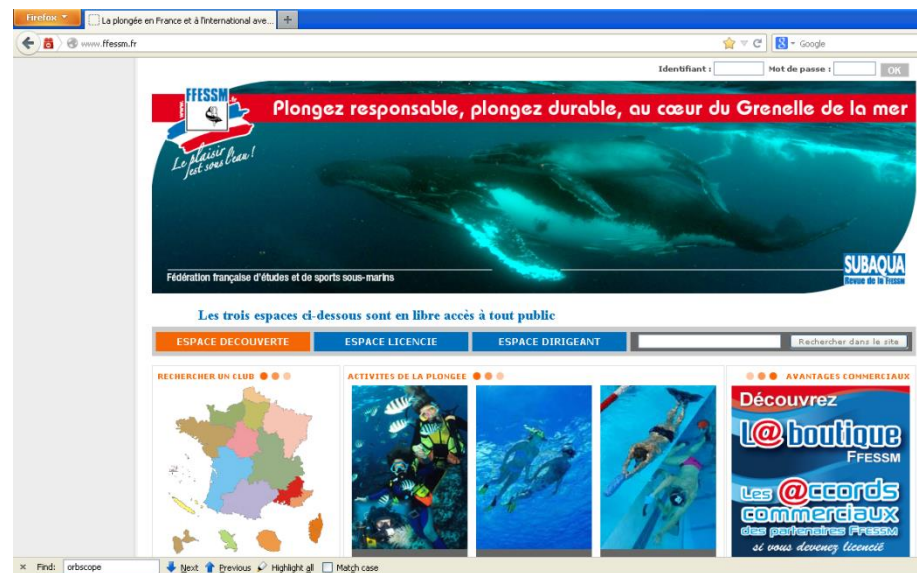 Firefox
La plongée en France et à l'international ave...
www.ffessm.fr
Google
Identifiant :
Mot de passe :
OK
FFESSM
Plongez responsable, plongez durable, au cœur du Grenelle de la mer
Le plaisir
est sous l'eau!
SUBAQUA
Revue de la FFESSM
Fédération française d'études et de sports sous-marins
Les trois espaces ci-dessous sont en libre accès à tout public
ESPACE DECOUVERTE
ESPACE LICENCIE
ESPACE DIRIGEANT
Rechercher dans le site
RECHERCHER UN CLUB
ACTIVITES DE LA PLONGEE
AVANTAGES COMMERCIAUX
Découvrez
L@ boutique
FFESSM
Les @ccords
commerciaux
des partenaires FFESSM
si vous devenez licencié
× Find: orbscope Next Previous Highlight all Match case